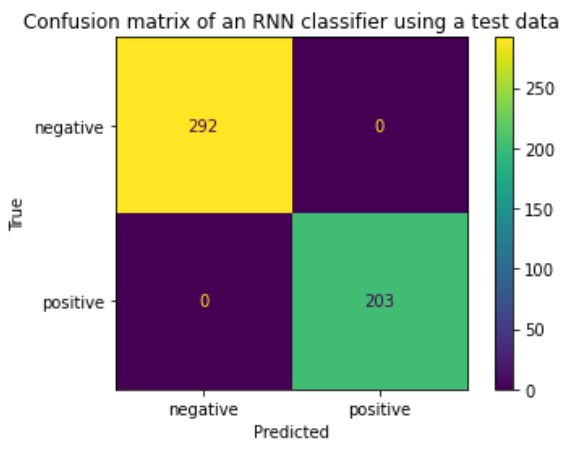 Confusion matrix of an RNN classifier using a test data
negative
292
0
250
200
True
150
positive
0
203
100
50
0
negative
positive
Predicted